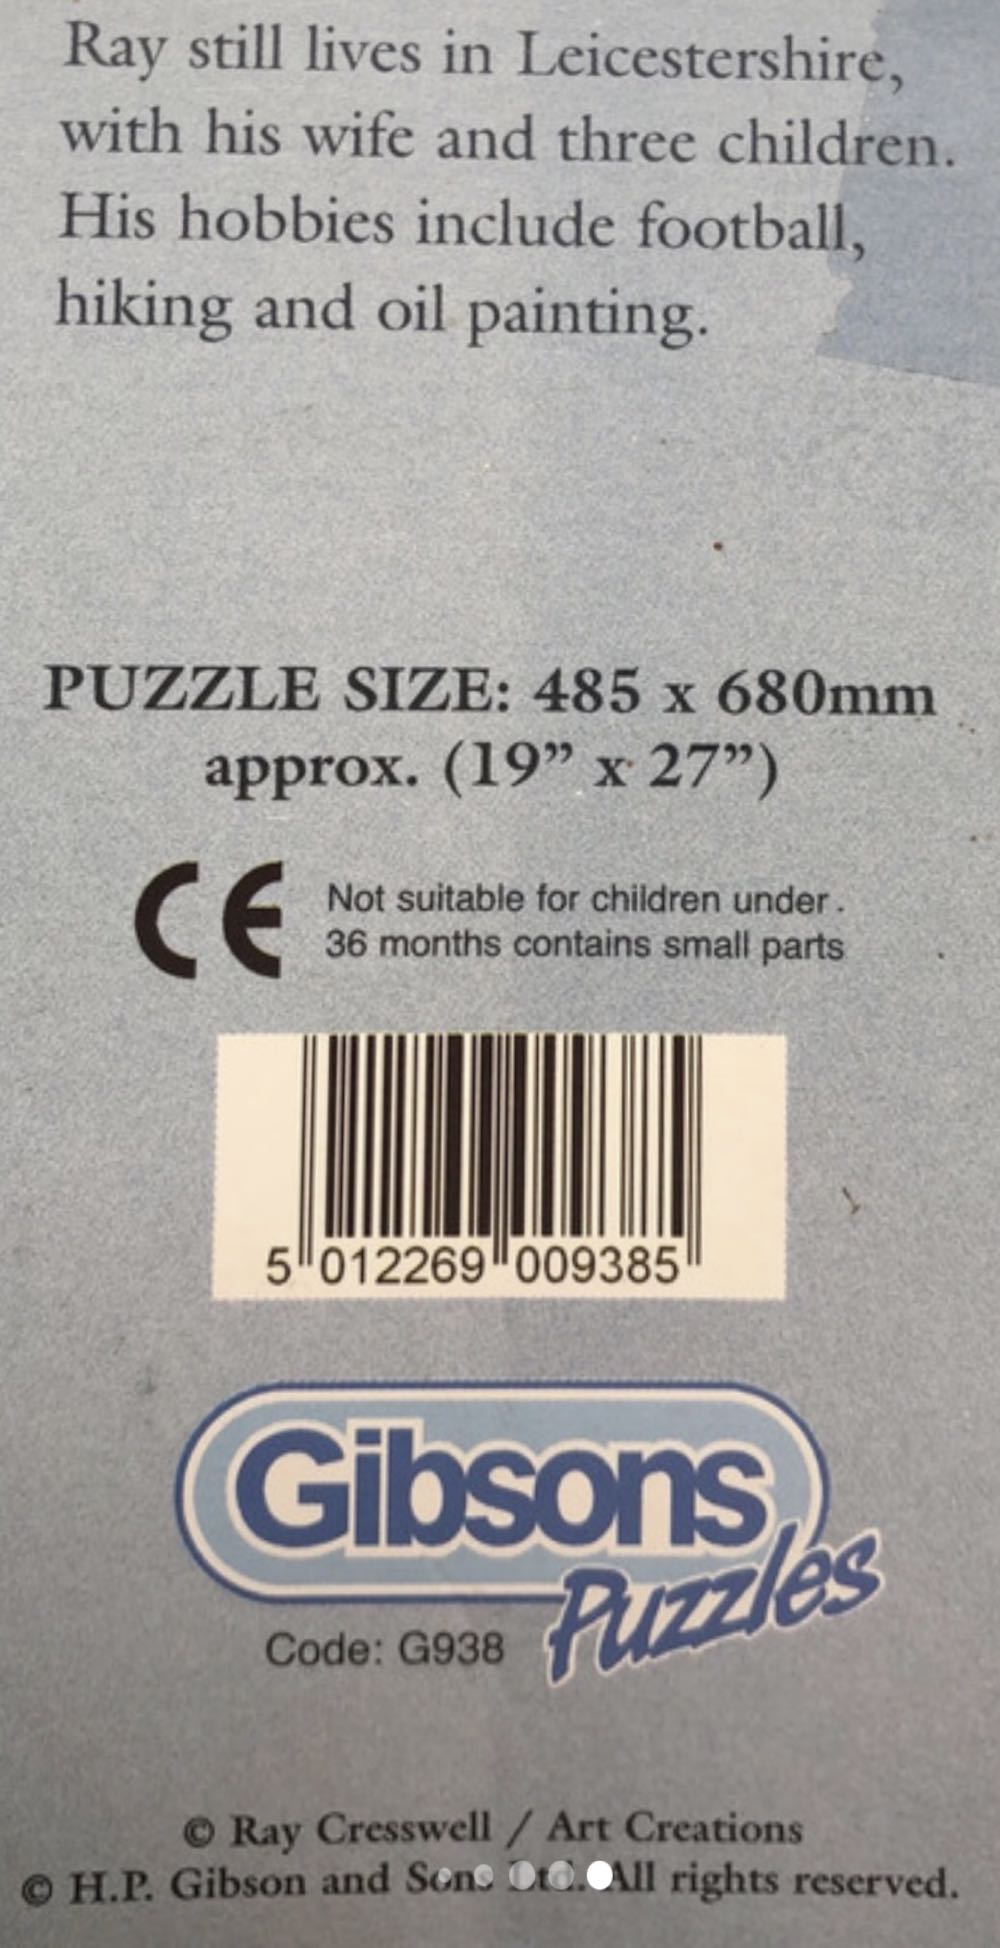 Ray still lives in Leicestershire,
with his wife and three children.
His hobbies include football,
hiking and oil painting.
PUZZLE SIZE: 485 x 680mm
approx. (19” x 27”)
CE Not suitable for children under.
36 months contains small parts
5 012269 009385
Gibsons
Puzzles
Code: G938
© Ray Cresswell / Art Creations
© H.P. Gibson and Sons Ltd. All rights reserved.